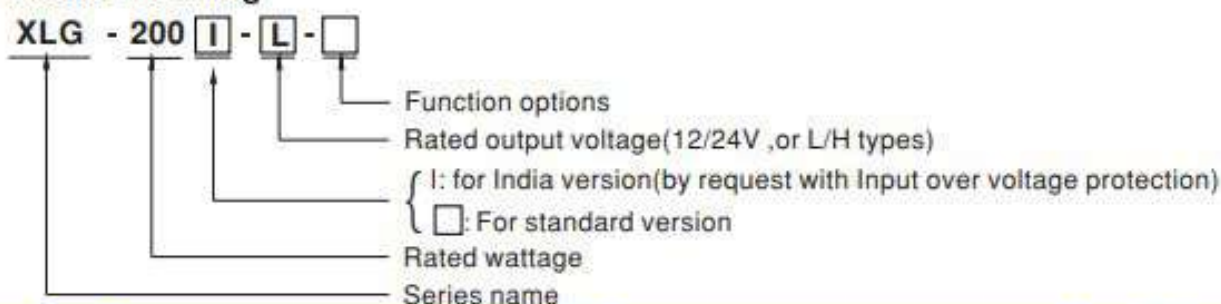 XLG - 200 I - L - □
Function options
Rated output voltage(12/24V ,or L/H types)
I: for India version(by request with Input over voltage protection)
□: For standard version
Rated wattage
Series name